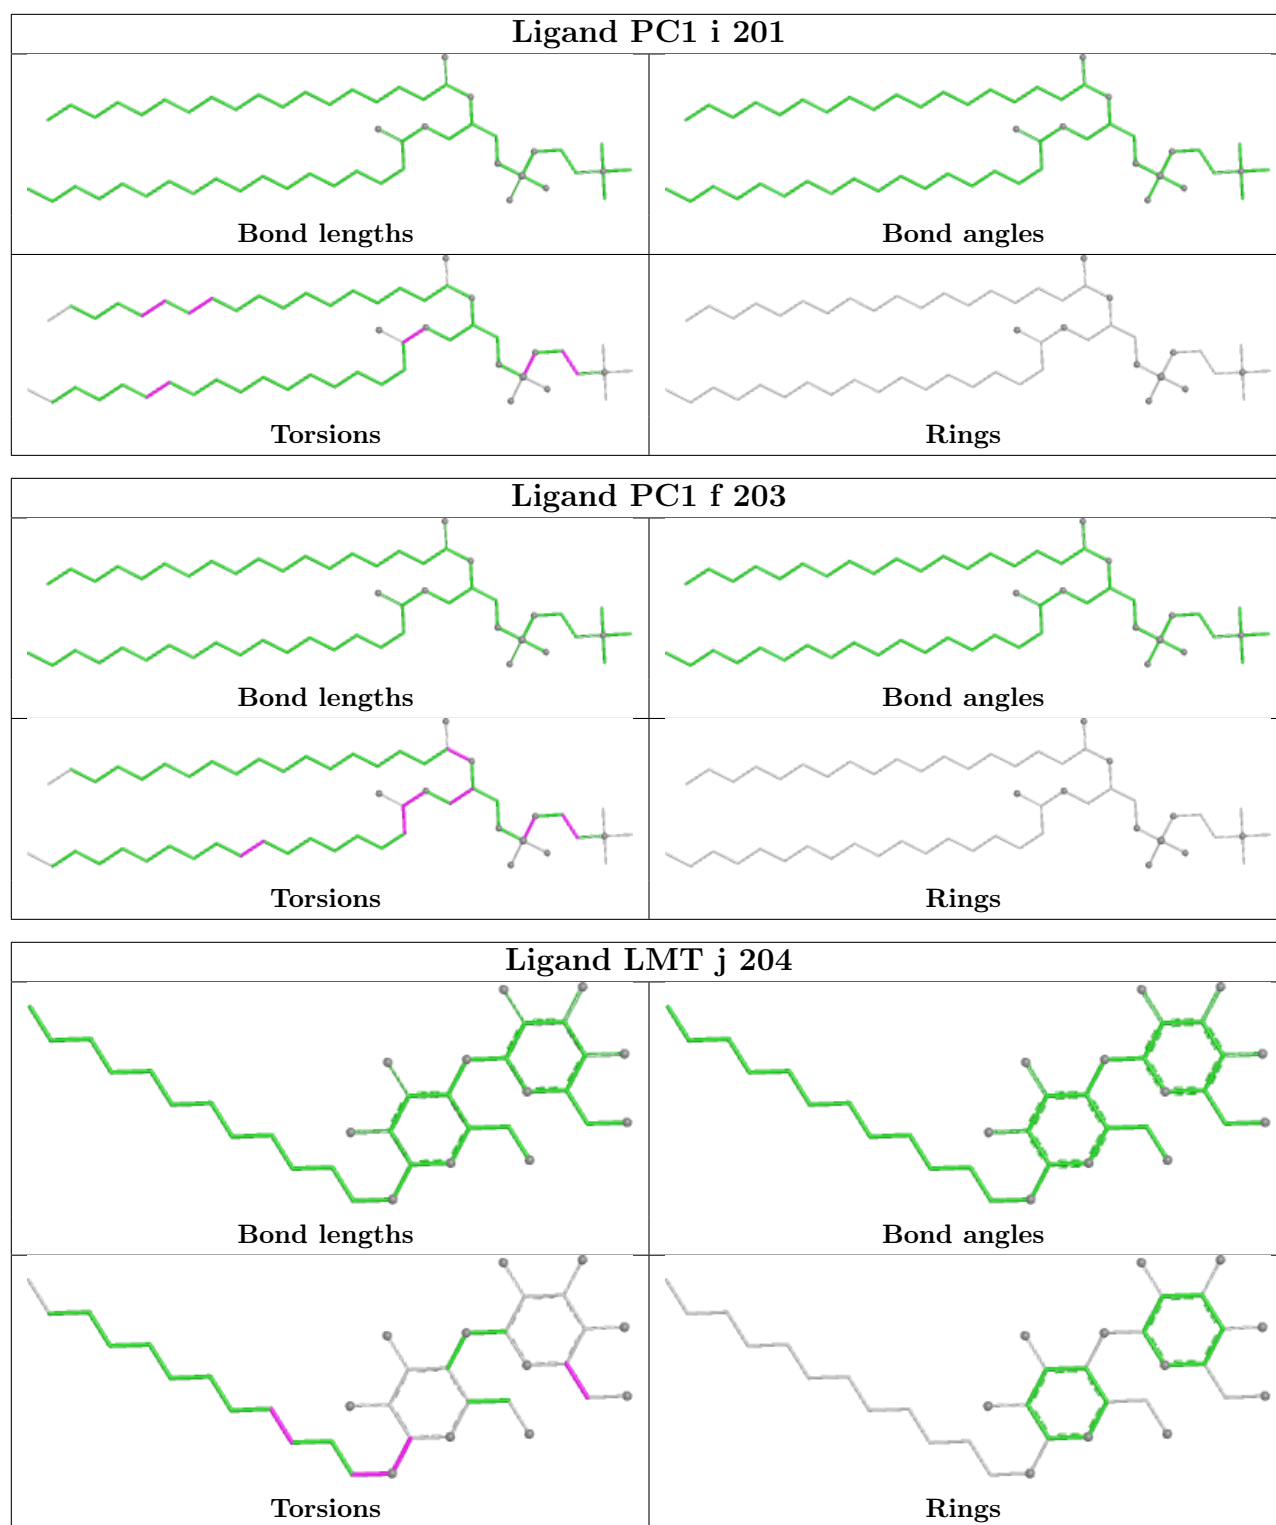 Ligand PC1 i 201
Bond lengths
Bond angles
Torsions
Rings
Ligand PC1 f 203
Bond lengths
Bond angles
Torsions
Rings
Ligand LMT j 204
Bond lengths
Bond angles
Torsions
Rings